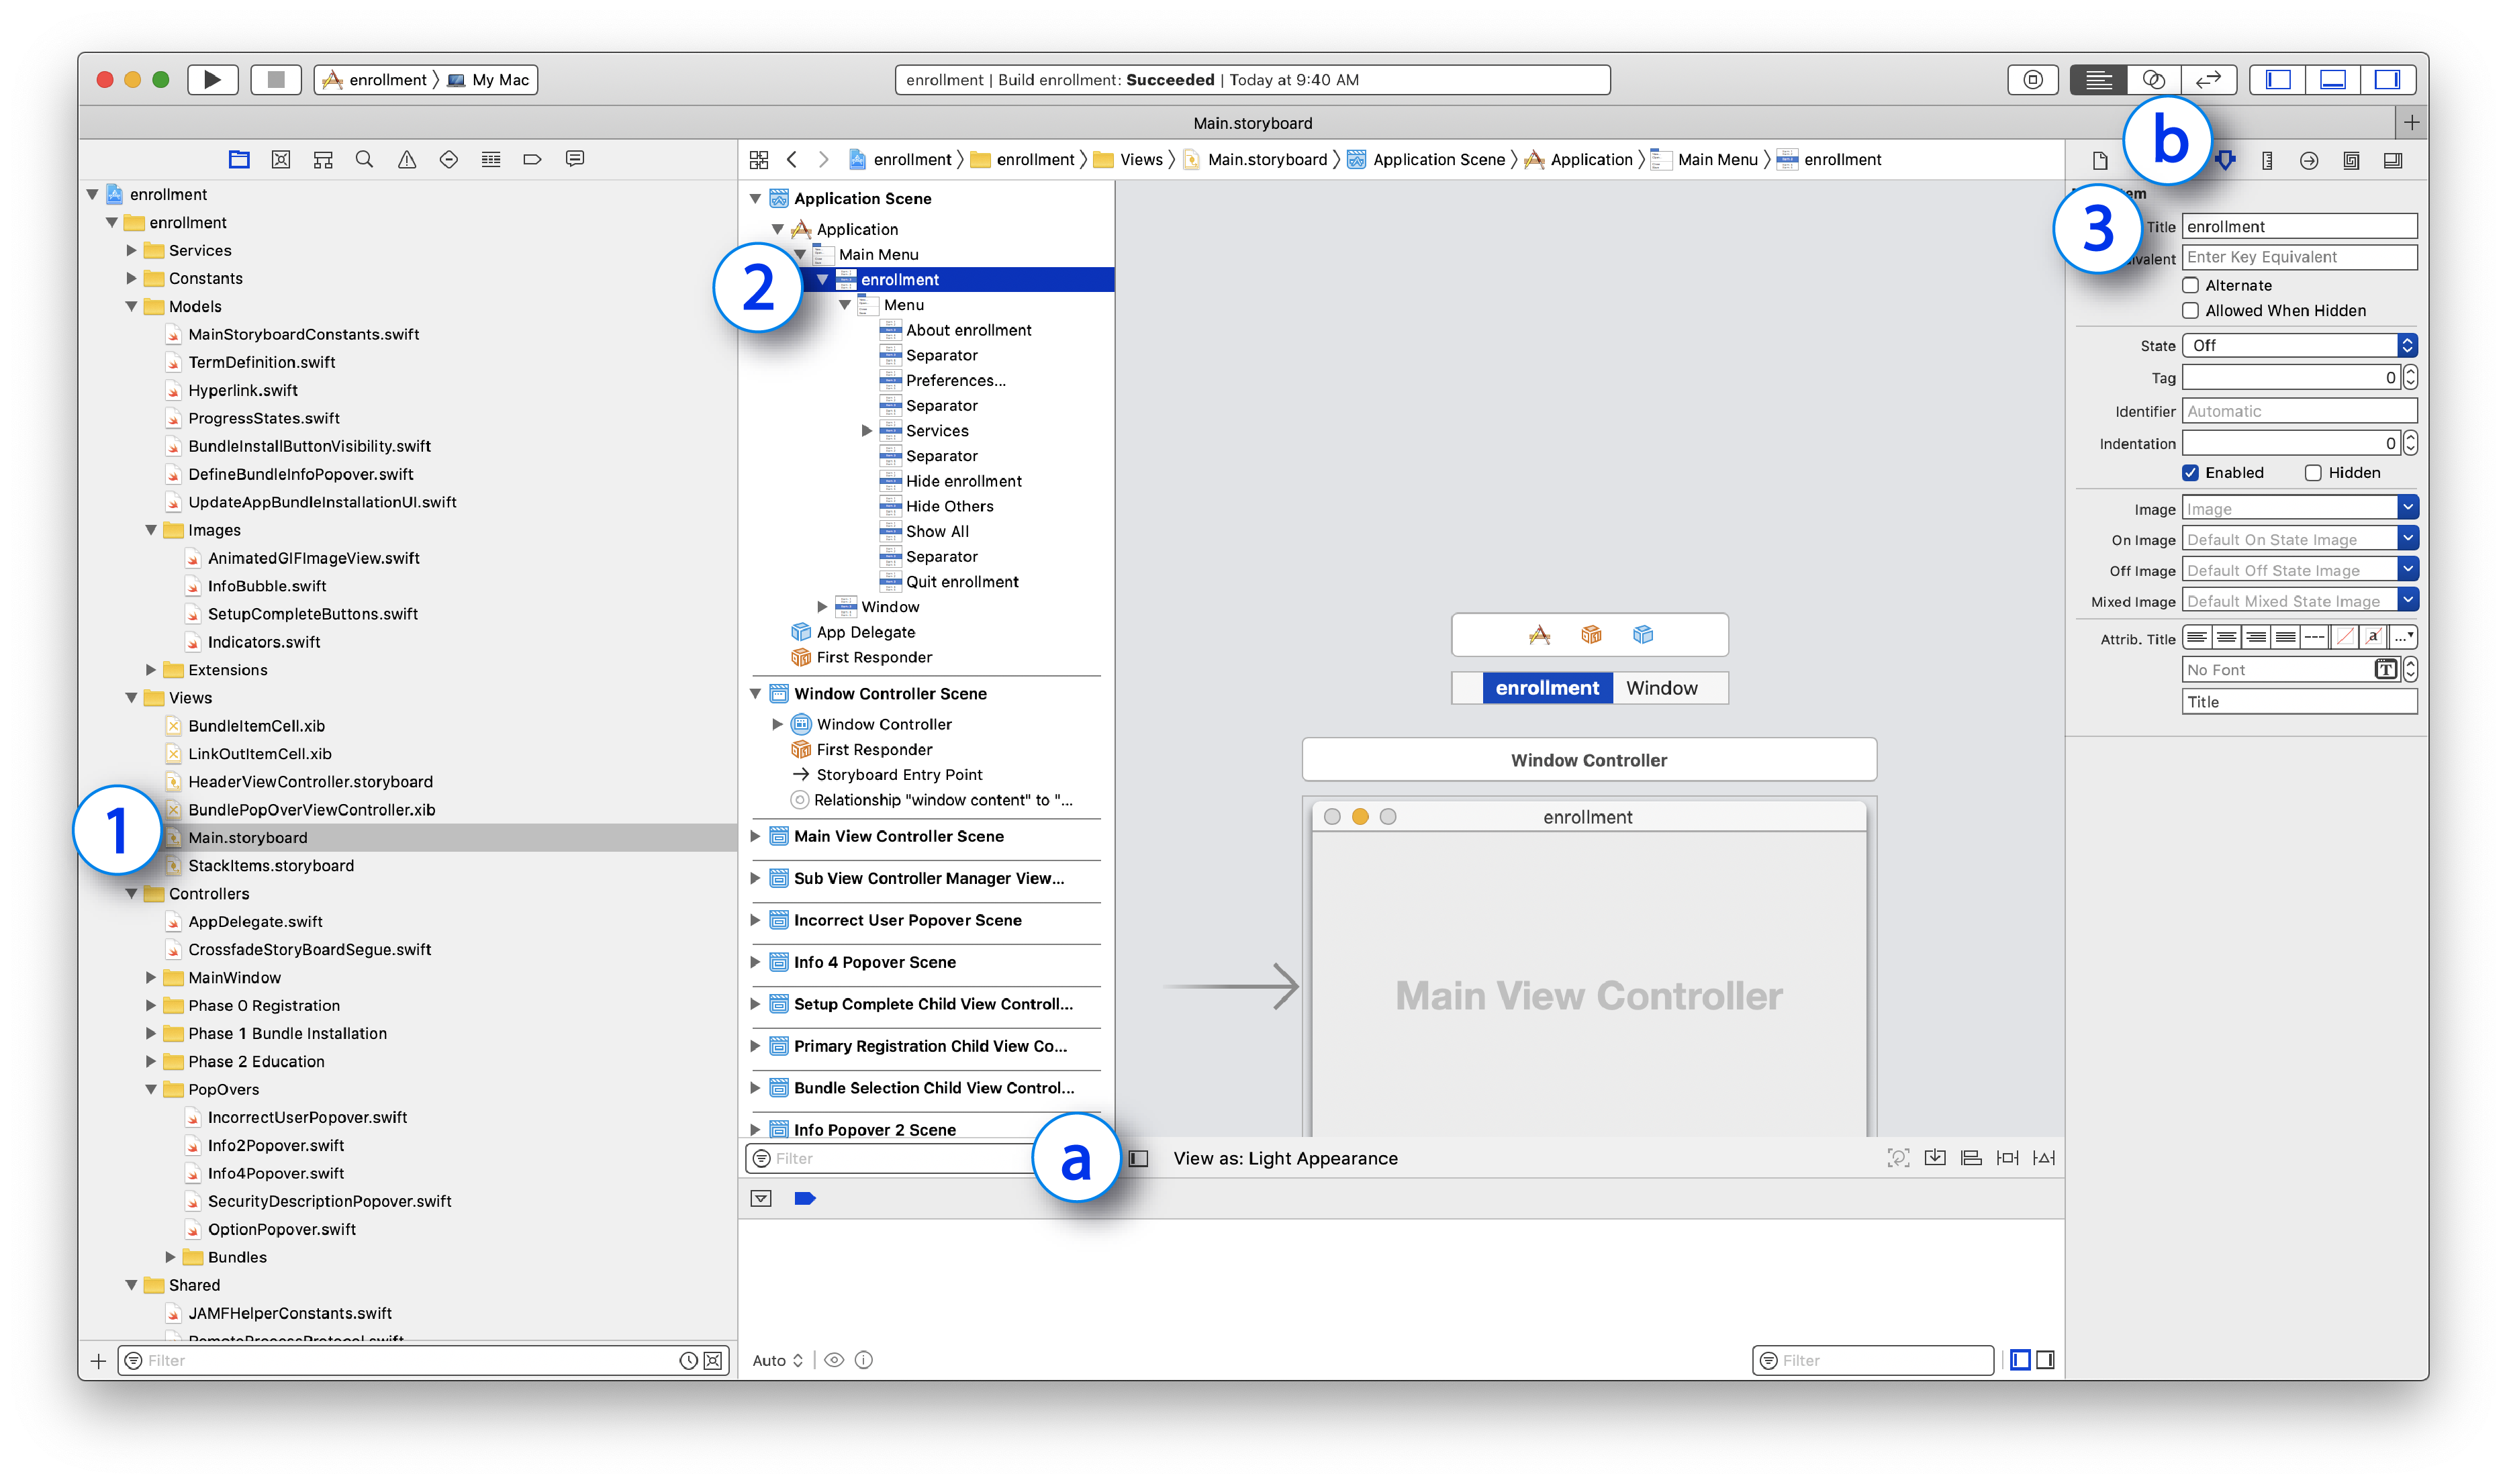 enrollment 〉 My Mac
enrollment | Build enrollment: Succeeded | Today at 9:40 AM
Main.storyboard
b
enrollment 〉 enrollment 〉 Views 〉 Main.storyboard 〉 Application Scene 〉 Application 〉 Main Menu 〉 enrollment
enrollment
enrollment
Services
Constants
Models
MainStoryboardConstants.swift
TermDefinition.swift
Hyperlink.swift
ProgressStates.swift
BundleInstallButtonVisibility.swift
DefineBundleInfoPopover.swift
UpdateAppBundleInstallationUI.swift
Images
AnimatedGIFImageView.swift
InfoBubble.swift
SetupCompleteButtons.swift
Indicators.swift
Extensions
Views
BundleItemCell.xib
LinkOutItemCell.xib
HeaderViewController.storyboard
BundlePopOverViewController.xib
1
Main.storyboard
StackItems.storyboard
Controllers
AppDelegate.swift
CrossfadeStoryBoardSegue.swift
MainWindow
Phase 0 Registration
Phase 1 Bundle Installation
Phase 2 Education
PopOvers
IncorrectUserPopover.swift
Info2Popover.swift
Info4Popover.swift
SecurityDescriptionPopover.swift
OptionPopover.swift
Bundles
Shared
JAMFHelperConstants.swift
RemoteProcessProtocol.swift
Filter
Application Scene
Application
Main Menu
2
enrollment
Menu
About enrollment
Separator
Preferences...
Separator
Services
Separator
Hide enrollment
Hide Others
Show All
Separator
Quit enrollment
Window
App Delegate
First Responder
Window Controller Scene
Window Controller
First Responder
Storyboard Entry Point
Relationship "window content" to "...
Main View Controller Scene
Sub View Controller Manager View...
Incorrect User Popover Scene
Info 4 Popover Scene
Setup Complete Child View Controll...
Primary Registration Child View Co...
Bundle Selection Child View Control...
Info Popover 2 Scene
Filter
a
View as: Light Appearance
Auto
Filter
enrollment Window
Window Controller
enrollment
Main View Controller
3
Title enrollment
Enter Key Equivalent
Alternate
Allowed When Hidden
State Off
Tag 0
Identifier Automatic
Indentation 0
Enabled Hidden
Image Image
On Image Default On State Image
Off Image Default Off State Image
Mixed Image Default Mixed State Image
Attrib. Title
No Font T
Title